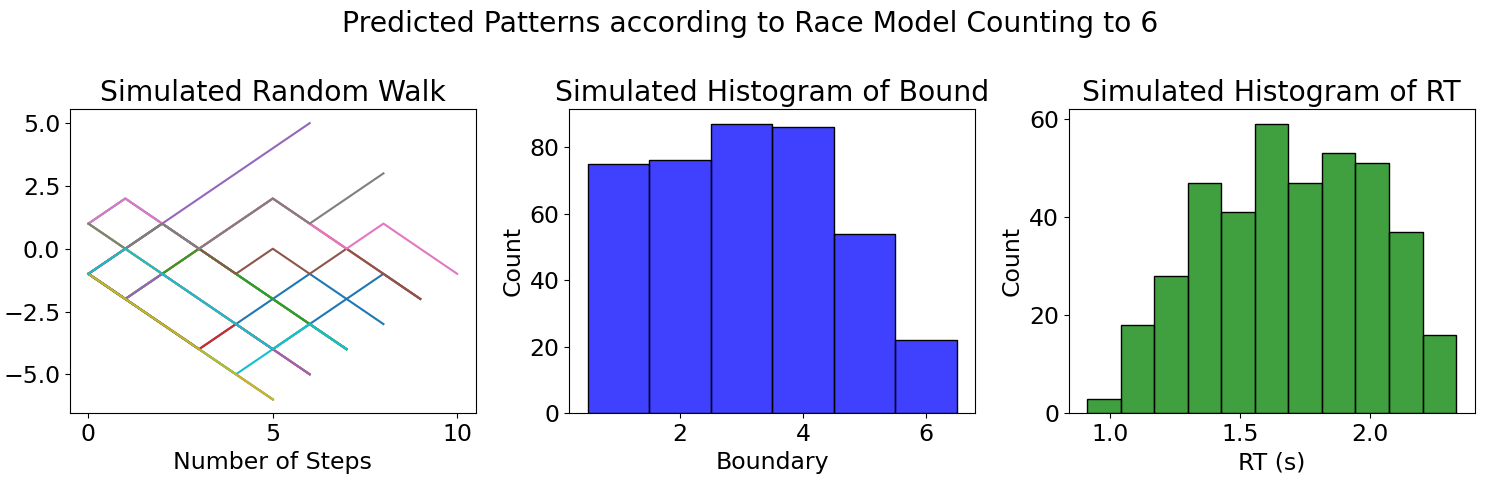 Predicted Patterns according to Race Model Counting to 6
Simulated Random Walk
5.0
2.5
0.0
−2.5
−5.0
0
5
10
Number of Steps
Simulated Histogram of Bound
Count
80
60
40
20
0
2
4
6
Boundary
Simulated Histogram of RT
Count
60
40
20
0
1.0
1.5
2.0
RT (s)